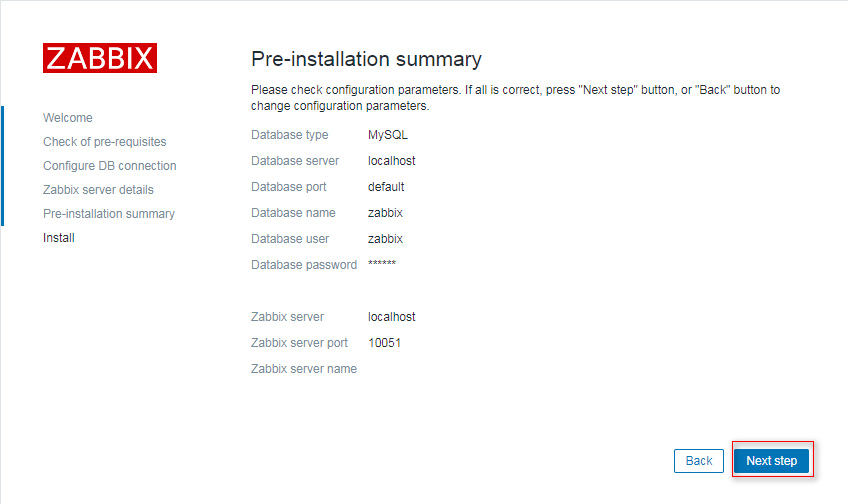 ZABBIX
Welcome
Check of pre-requisites
Configure DB connection
Zabbix server details
Pre-installation summary
Install
Pre-installation summary
Please check configuration parameters. If all is correct, press "Next step" button, or "Back" button to
change configuration parameters.
Database type MySQL
Database server localhost
Database port default
Database name zabbix
Database user zabbix
Database password ******
Zabbix server localhost
Zabbix server port 10051
Zabbix server name
Back Next step